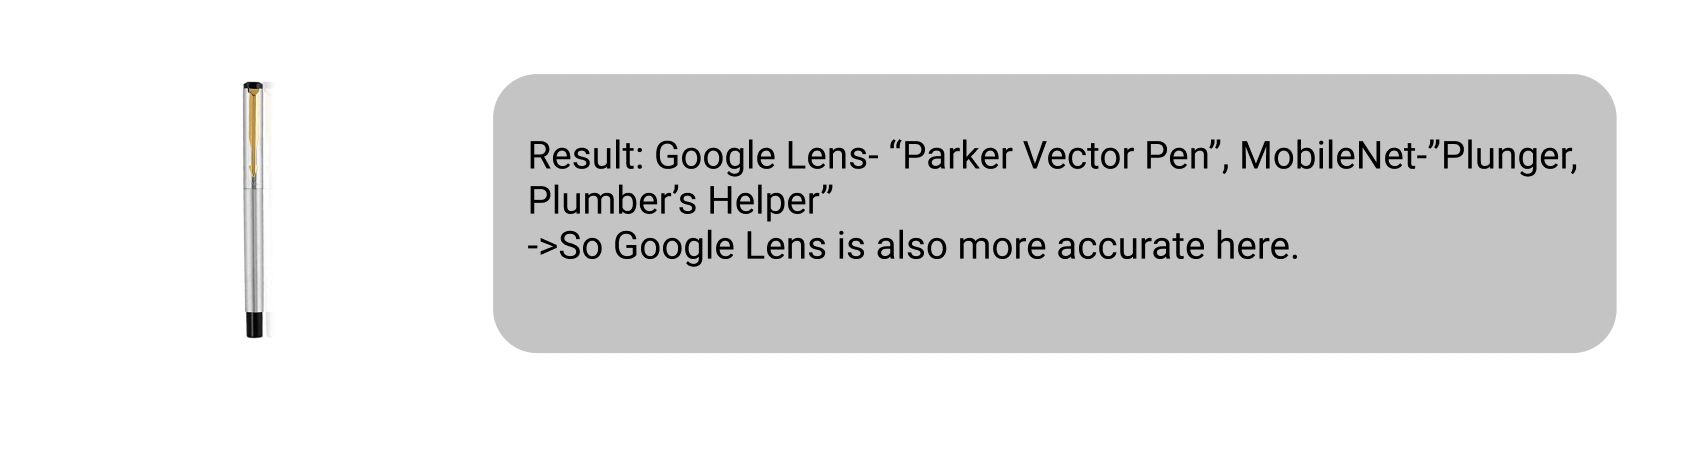 Result: Google Lens- “Parker Vector Pen”, MobileNet-”Plunger,
Plumber’s Helper”
->So Google Lens is also more accurate here.